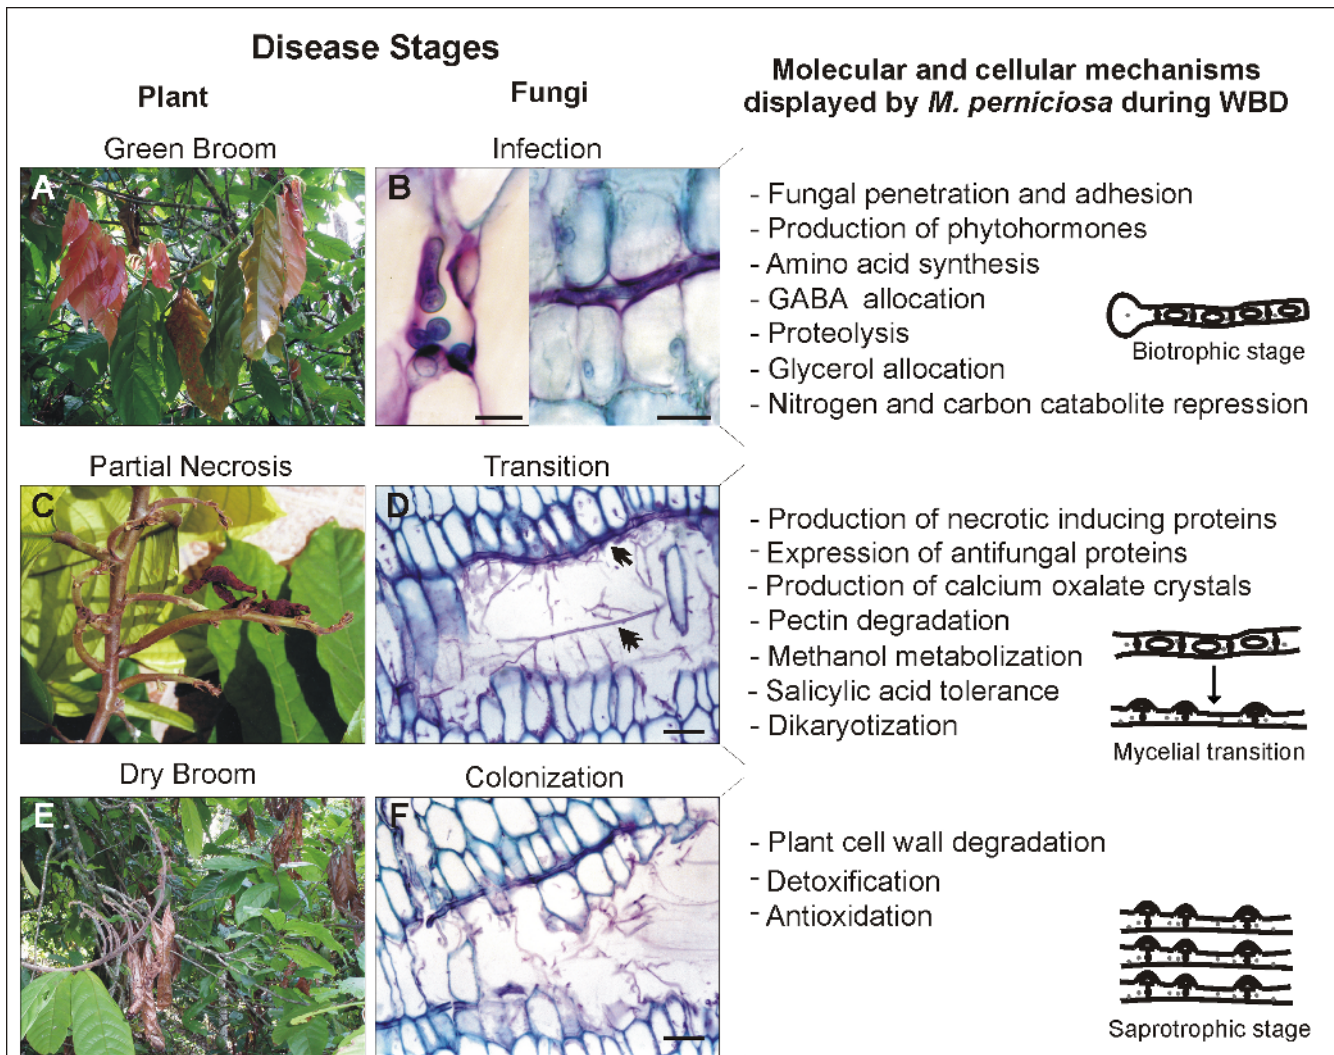 Disease Stages
Plant
Fungi
Molecular and cellular mechanisms
displayed by M. perniciosa during WBD
Green Broom
Infection
A
B
- Fungal penetration and adhesion
- Production of phytohormones
- Amino acid synthesis
- GABA allocation
- Proteolysis
- Glycerol allocation
- Nitrogen and carbon catabolite repression
Biotrophic stage
Partial Necrosis
Transition
C
D
- Production of necrotic inducing proteins
- Expression of antifungal proteins
- Production of calcium oxalate crystals
- Pectin degradation
- Methanol metabolization
- Salicylic acid tolerance
- Dikaryotization
Mycelial transition
Dry Broom
Colonization
E
F
- Plant cell wall degradation
- Detoxification
- Antioxidation
Saprotrophic stage